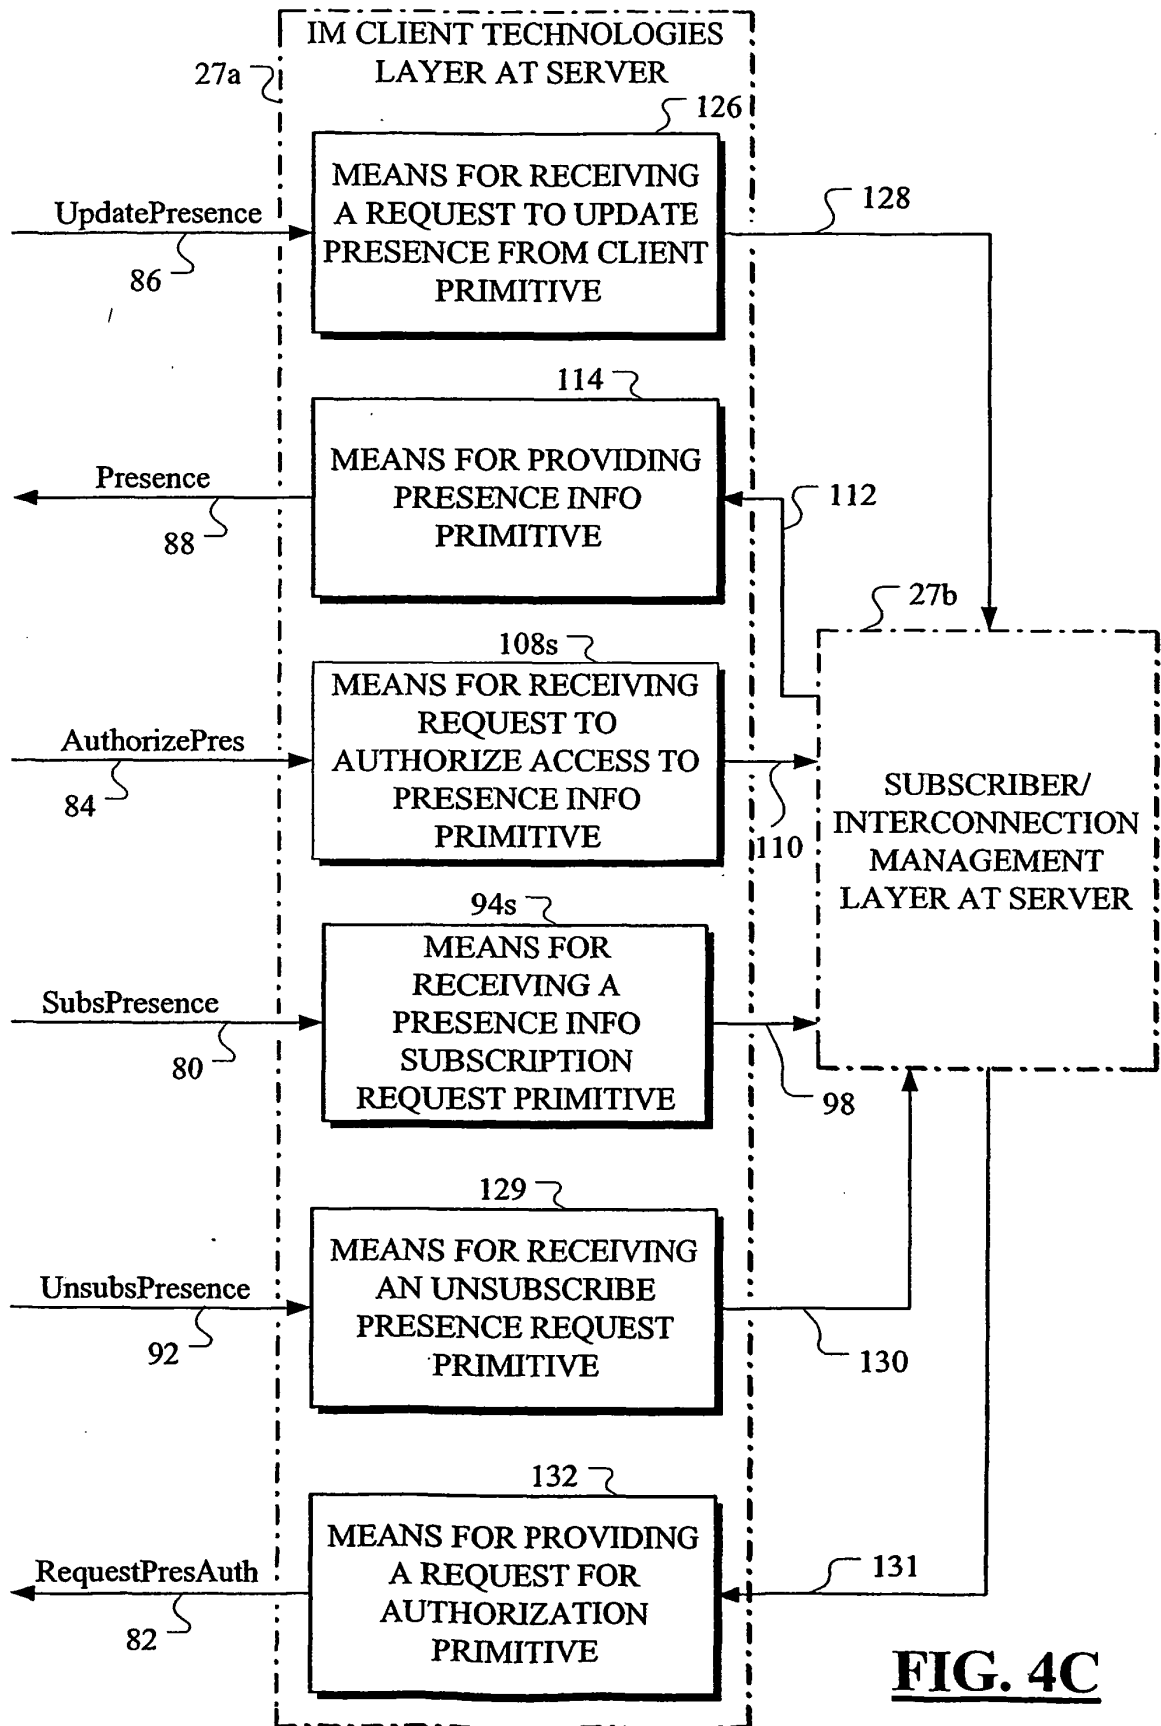 IM CLIENT TECHNOLOGIES
LAYER AT SERVER
27a
126
MEANS FOR RECEIVING
A REQUEST TO UPDATE
PRESENCE FROM CLIENT
PRIMITIVE
UpdatePresence
86
128
114
MEANS FOR PROVIDING
PRESENCE INFO
PRIMITIVE
Presence
88
112
27b
108s
MEANS FOR RECEIVING
REQUEST TO
AUTHORIZE ACCESS TO
PRESENCE INFO
PRIMITIVE
AuthorizePres
84
110
SUBSCRIBER/
INTERCONNECTION
MANAGEMENT
LAYER AT SERVER
94s
MEANS FOR
RECEIVING A
PRESENCE INFO
SUBSCRIPTION
REQUEST PRIMITIVE
SubsPresence
80
98
129
MEANS FOR RECEIVING
AN UNSUBSCRIBE
PRESENCE REQUEST
PRIMITIVE
UnsubsPresence
92
130
132
MEANS FOR PROVIDING
A REQUEST FOR
AUTHORIZATION
PRIMITIVE
RequestPresAuth
82
131
FIG. 4C